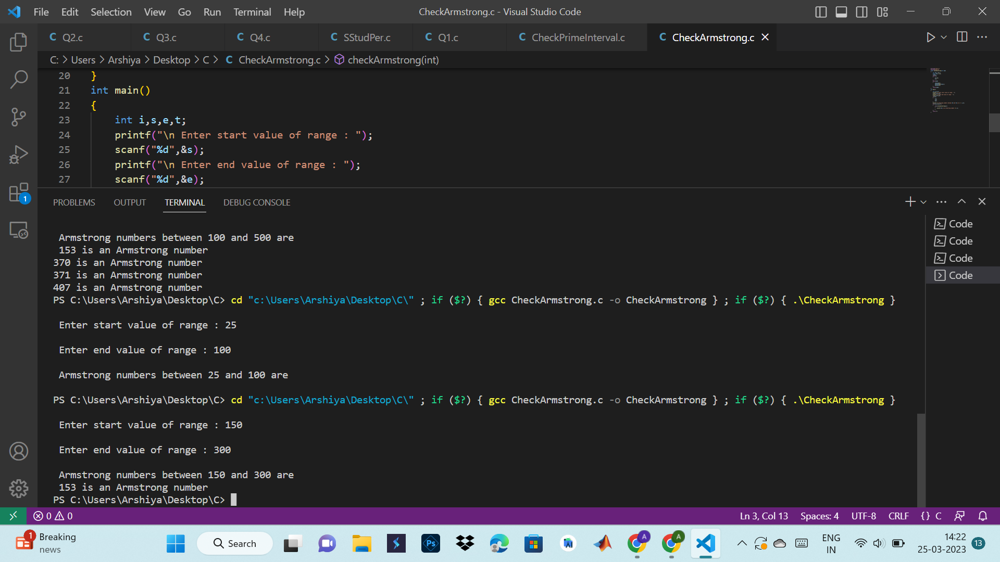 File Edit Selection View Go Run Terminal Help CheckArmstrong.c - Visual Studio Code
C Q2.c C Q3.c C Q4.c C SStudPer.c C Q1.c C CheckPrimeInterval.c C CheckArmstrong.c
C: > Users > Arshiya > Desktop > C > C CheckArmstrong.c > checkArmstrong(int)
20 }
21 int main()
22 {
23 int i,s,e,t;
24 printf("\n Enter start value of range : ");
25 scanf("%d",&s);
26 printf("\n Enter end value of range : ");
27 scanf("%d",&e);
1
PROBLEMS OUTPUT TERMINAL DEBUG CONSOLE
Code
Code
Code
Code
Armstrong numbers between 100 and 500 are
153 is an Armstrong number
370 is an Armstrong number
371 is an Armstrong number
407 is an Armstrong number
PS C:\Users\Arshiya\Desktop\C> cd "c:\Users\Arshiya\Desktop\C\" ; if ($?) { gcc CheckArmstrong.c -o CheckArmstrong } ; if ($?) { .\CheckArmstrong }
Enter start value of range : 25
Enter end value of range : 100
Armstrong numbers between 25 and 100 are
PS C:\Users\Arshiya\Desktop\C> cd "c:\Users\Arshiya\Desktop\C\" ; if ($?) { gcc CheckArmstrong.c -o CheckArmstrong } ; if ($?) { .\CheckArmstrong }
Enter start value of range : 150
Enter end value of range : 300
Armstrong numbers between 150 and 300 are
153 is an Armstrong number
PS C:\Users\Arshiya\Desktop\C>
0 0 Ln 3, Col 13 Spaces: 4 UTF-8 CRLF {} C
1 Breaking
news
Search
Ps
A
A
ENG
IN
14:22
25-03-2023
13